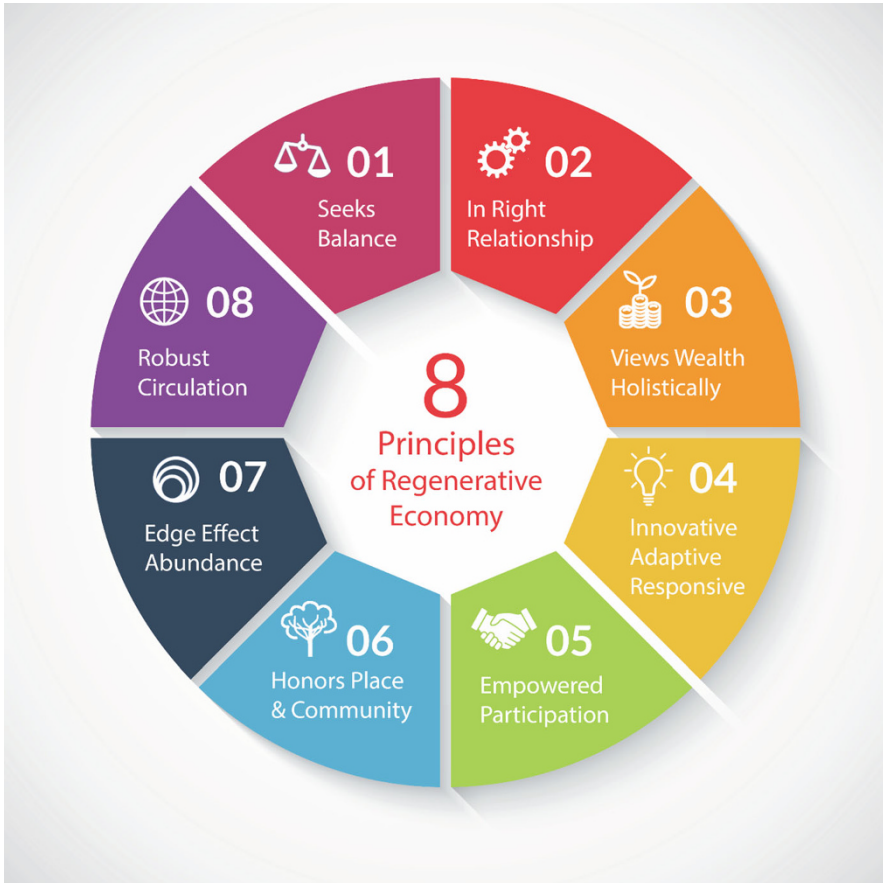 01
Seeks
Balance
02
In Right
Relationship
03
Views Wealth
Holistically
04
Innovative
Adaptive
Responsive
05
Empowered
Participation
06
Honors Place
& Community
07
Edge Effect
Abundance
08
Robust
Circulation
8
Principles
of Regenerative
Economy